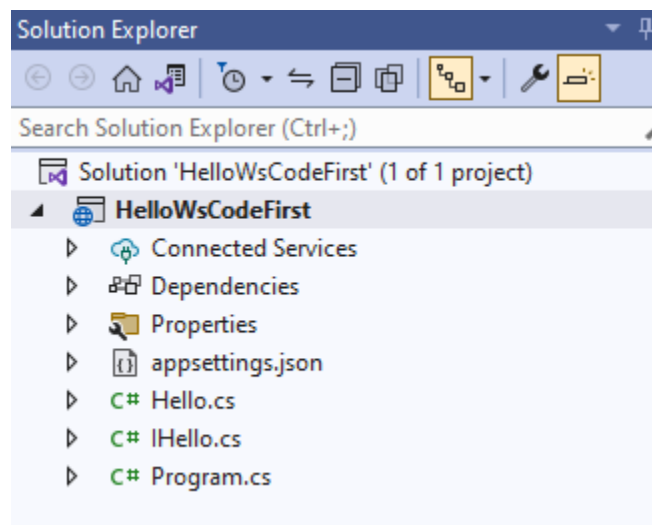 Solution Explorer
Search Solution Explorer (Ctrl+;)
Solution 'HelloWsCodeFirst' (1 of 1 project)
HelloWsCodeFirst
Connected Services
Dependencies
Properties
appsettings.json
C# Hello.cs
C# IHello.cs
C# Program.cs